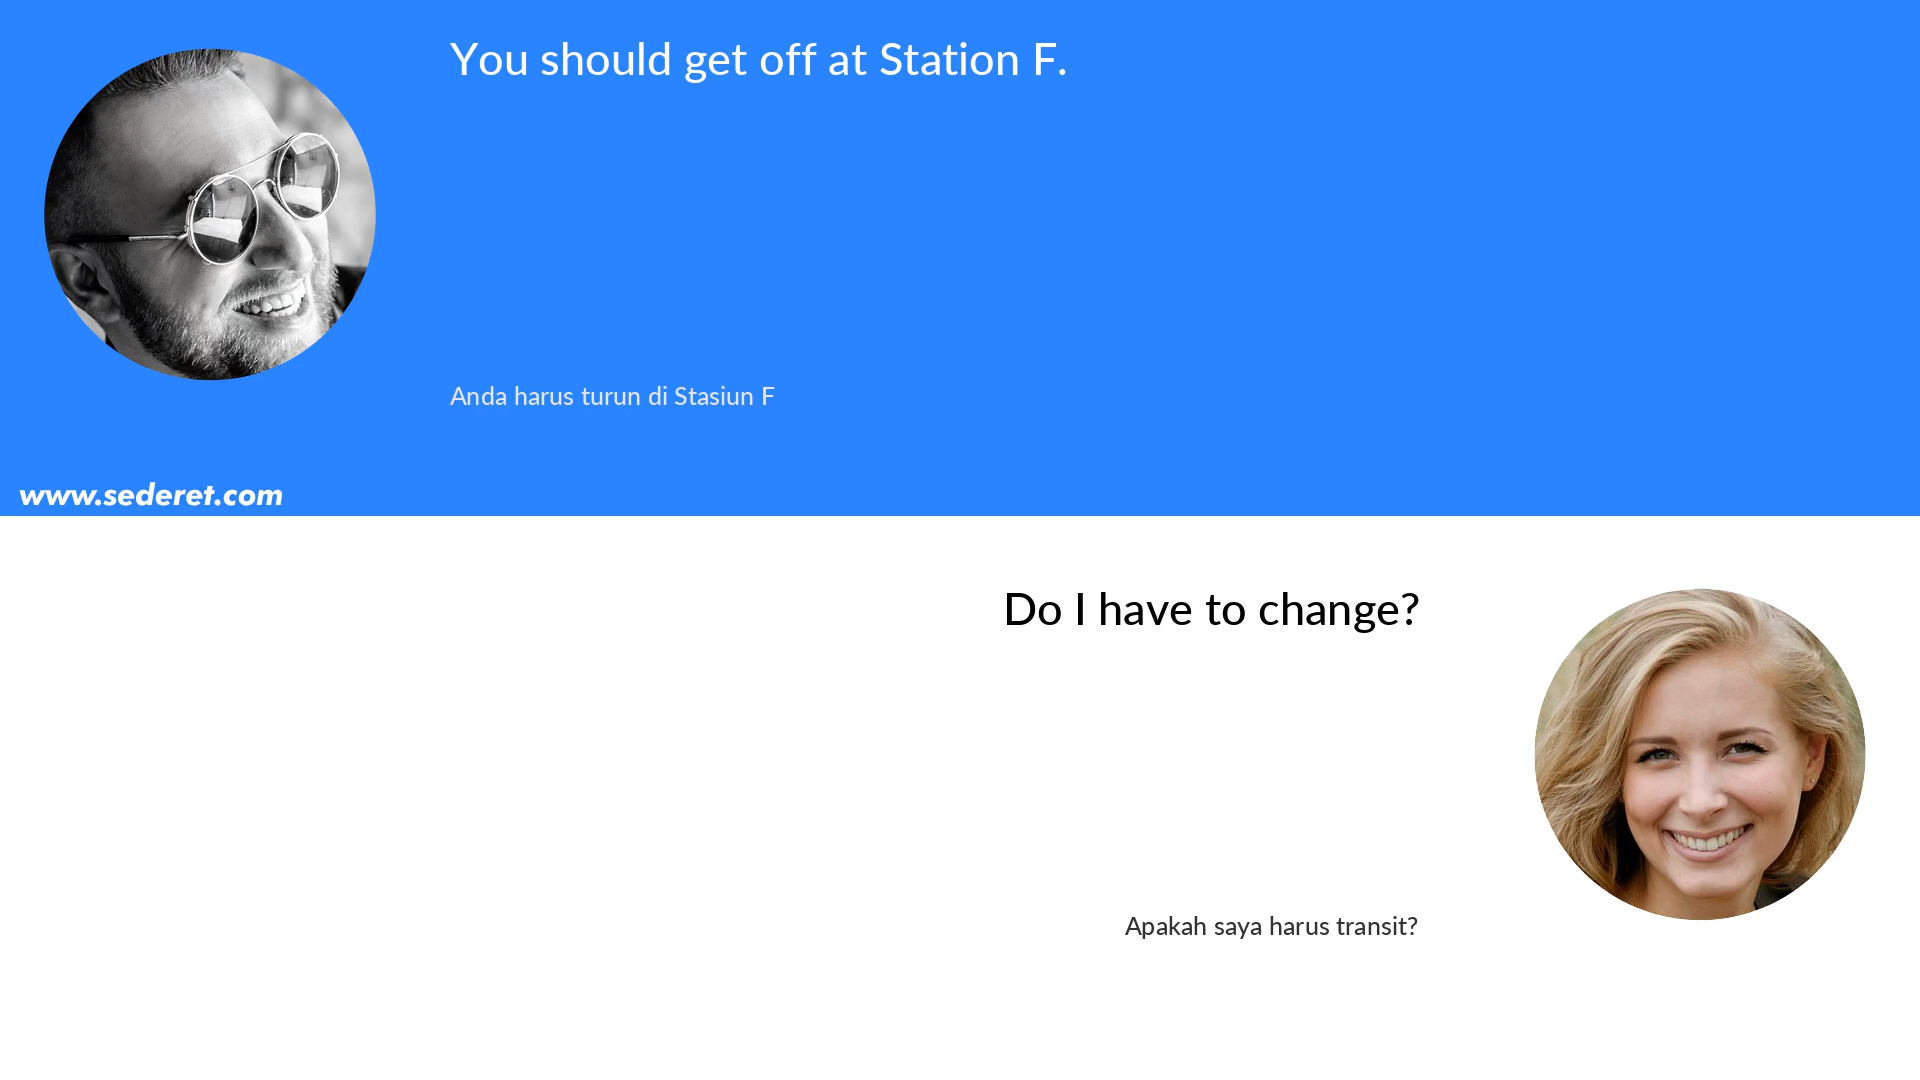 You should get off at Station F.
Anda harus turun di Stasiun F
www.sederet.com
Do I have to change?
Apakah saya harus transit?